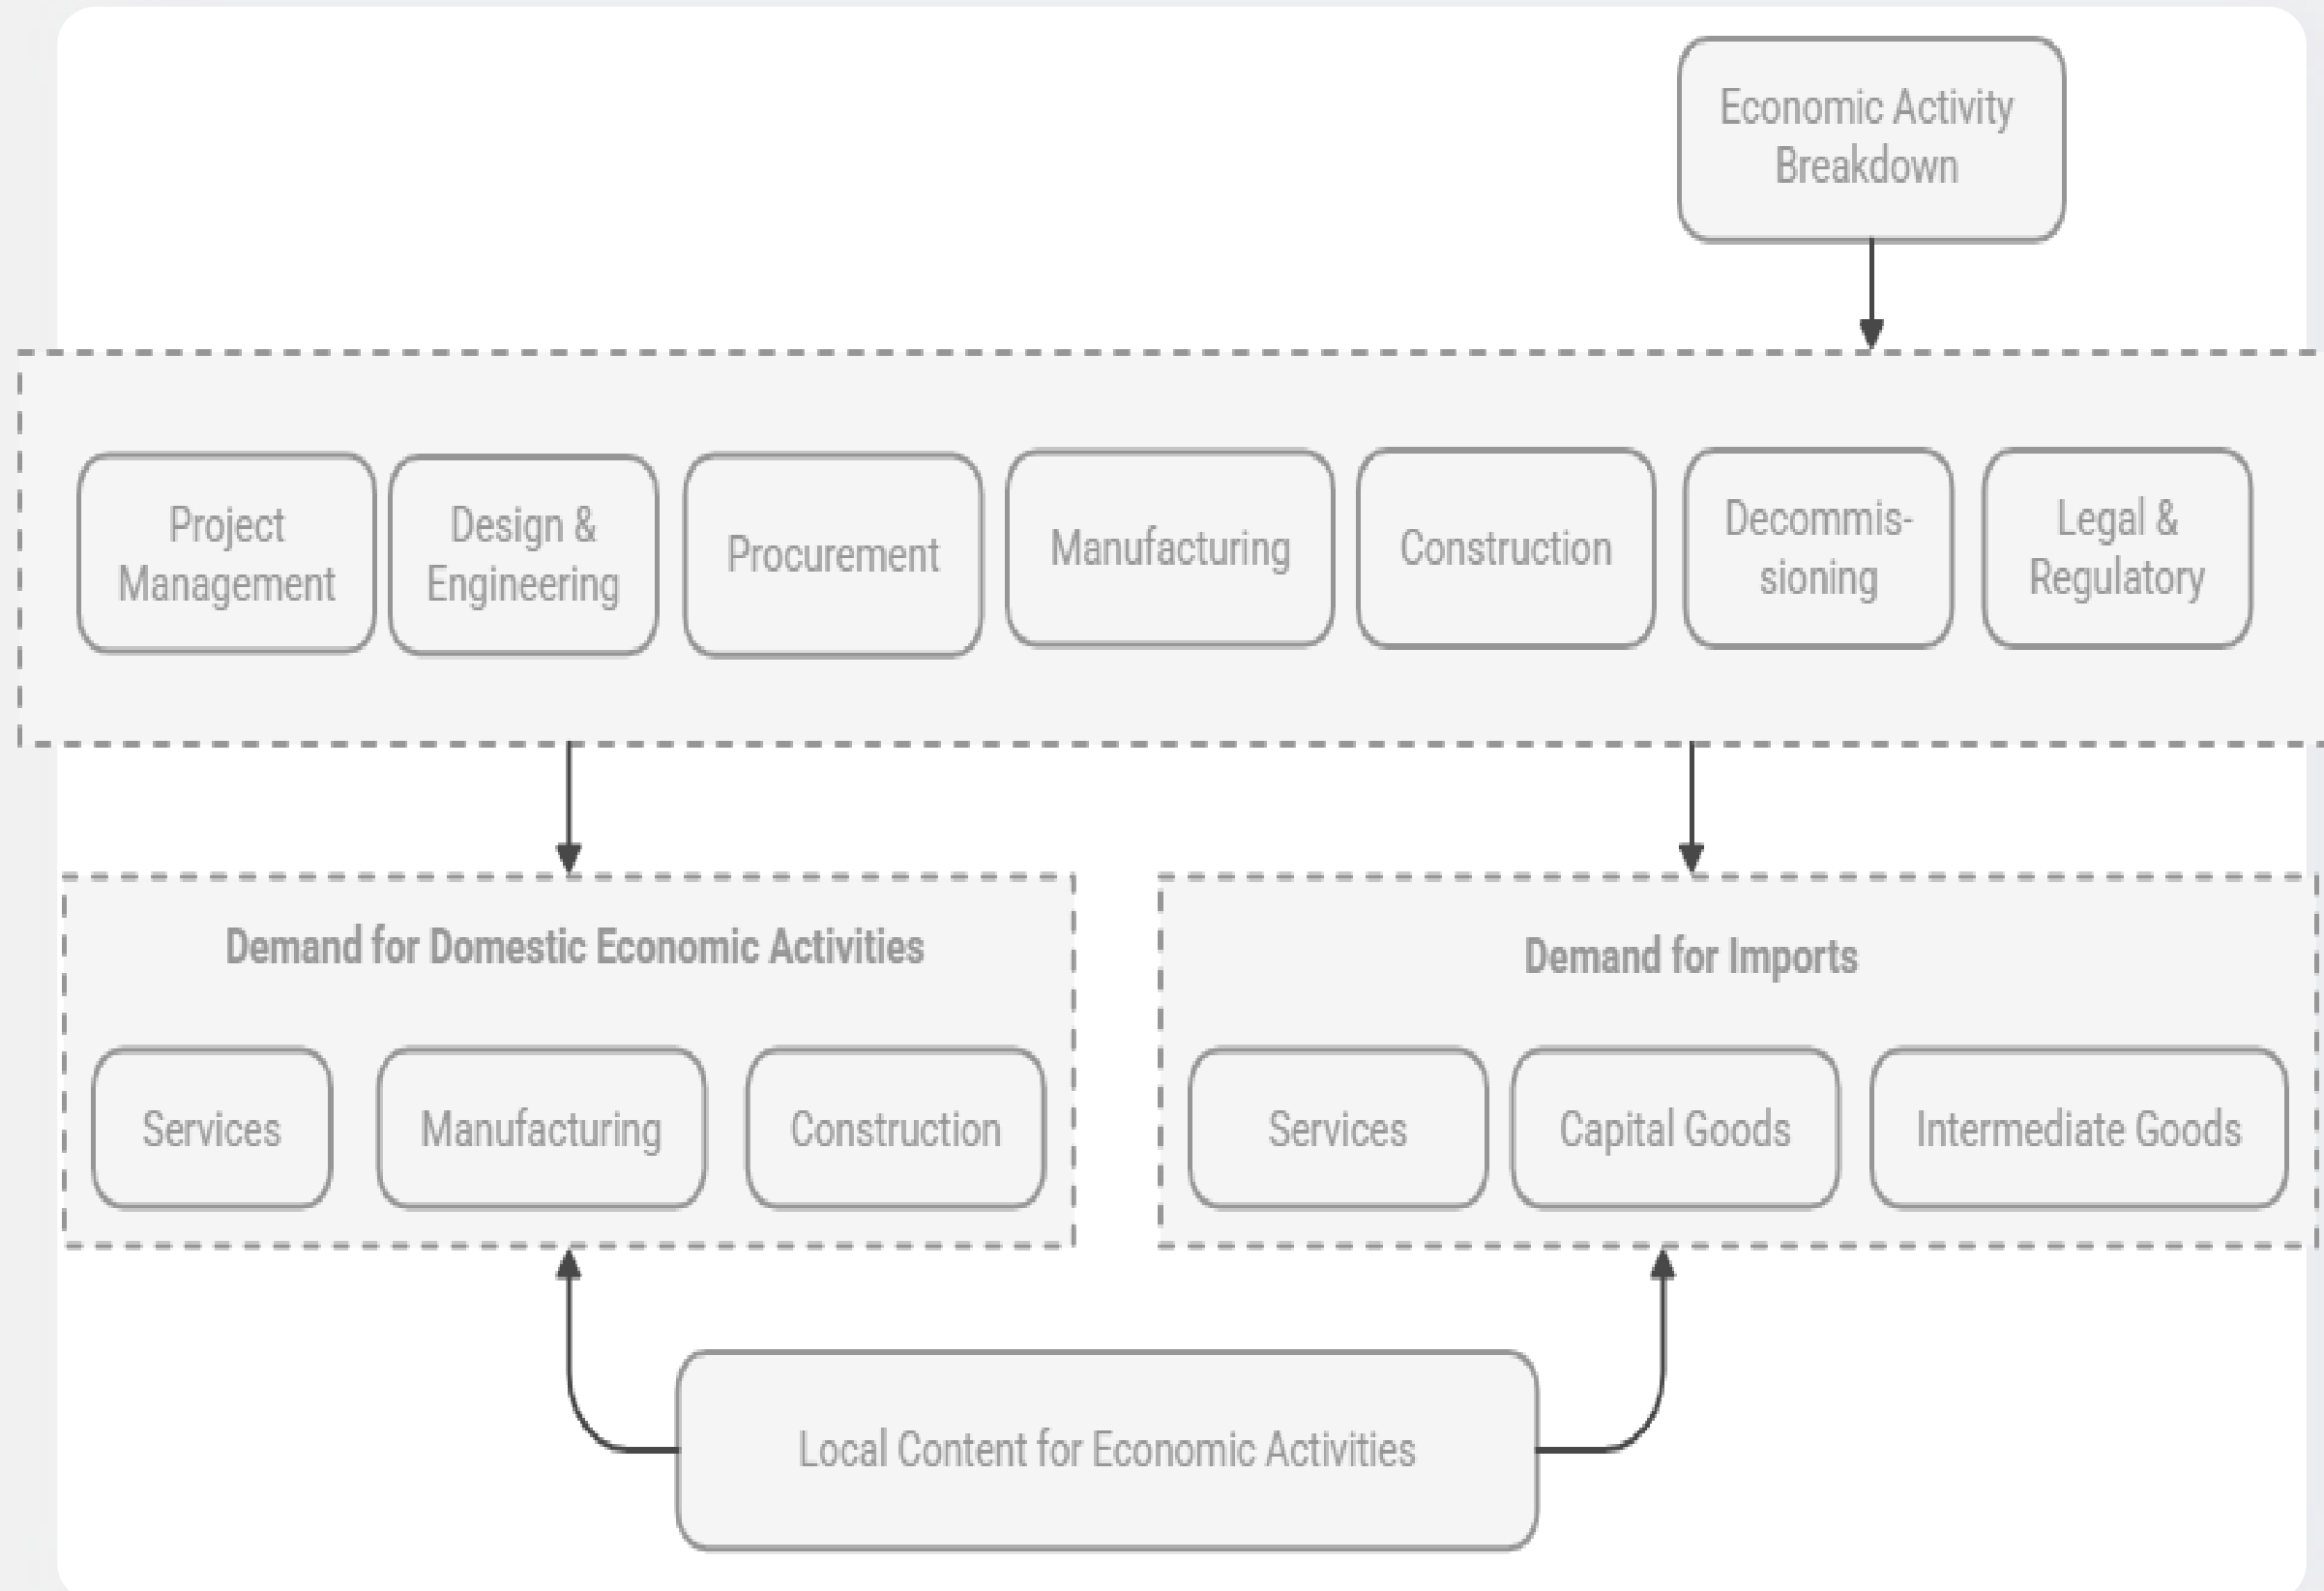 Economic Activity
Breakdown
Project
Management
Design &
Engineering
Procurement
Manufacturing
Construction
Decommis-
sioning
Legal &
Regulatory
Demand for Domestic Economic Activities
Services
Manufacturing
Construction
Demand for Imports
Services
Capital Goods
Intermediate Goods
Local Content for Economic Activities